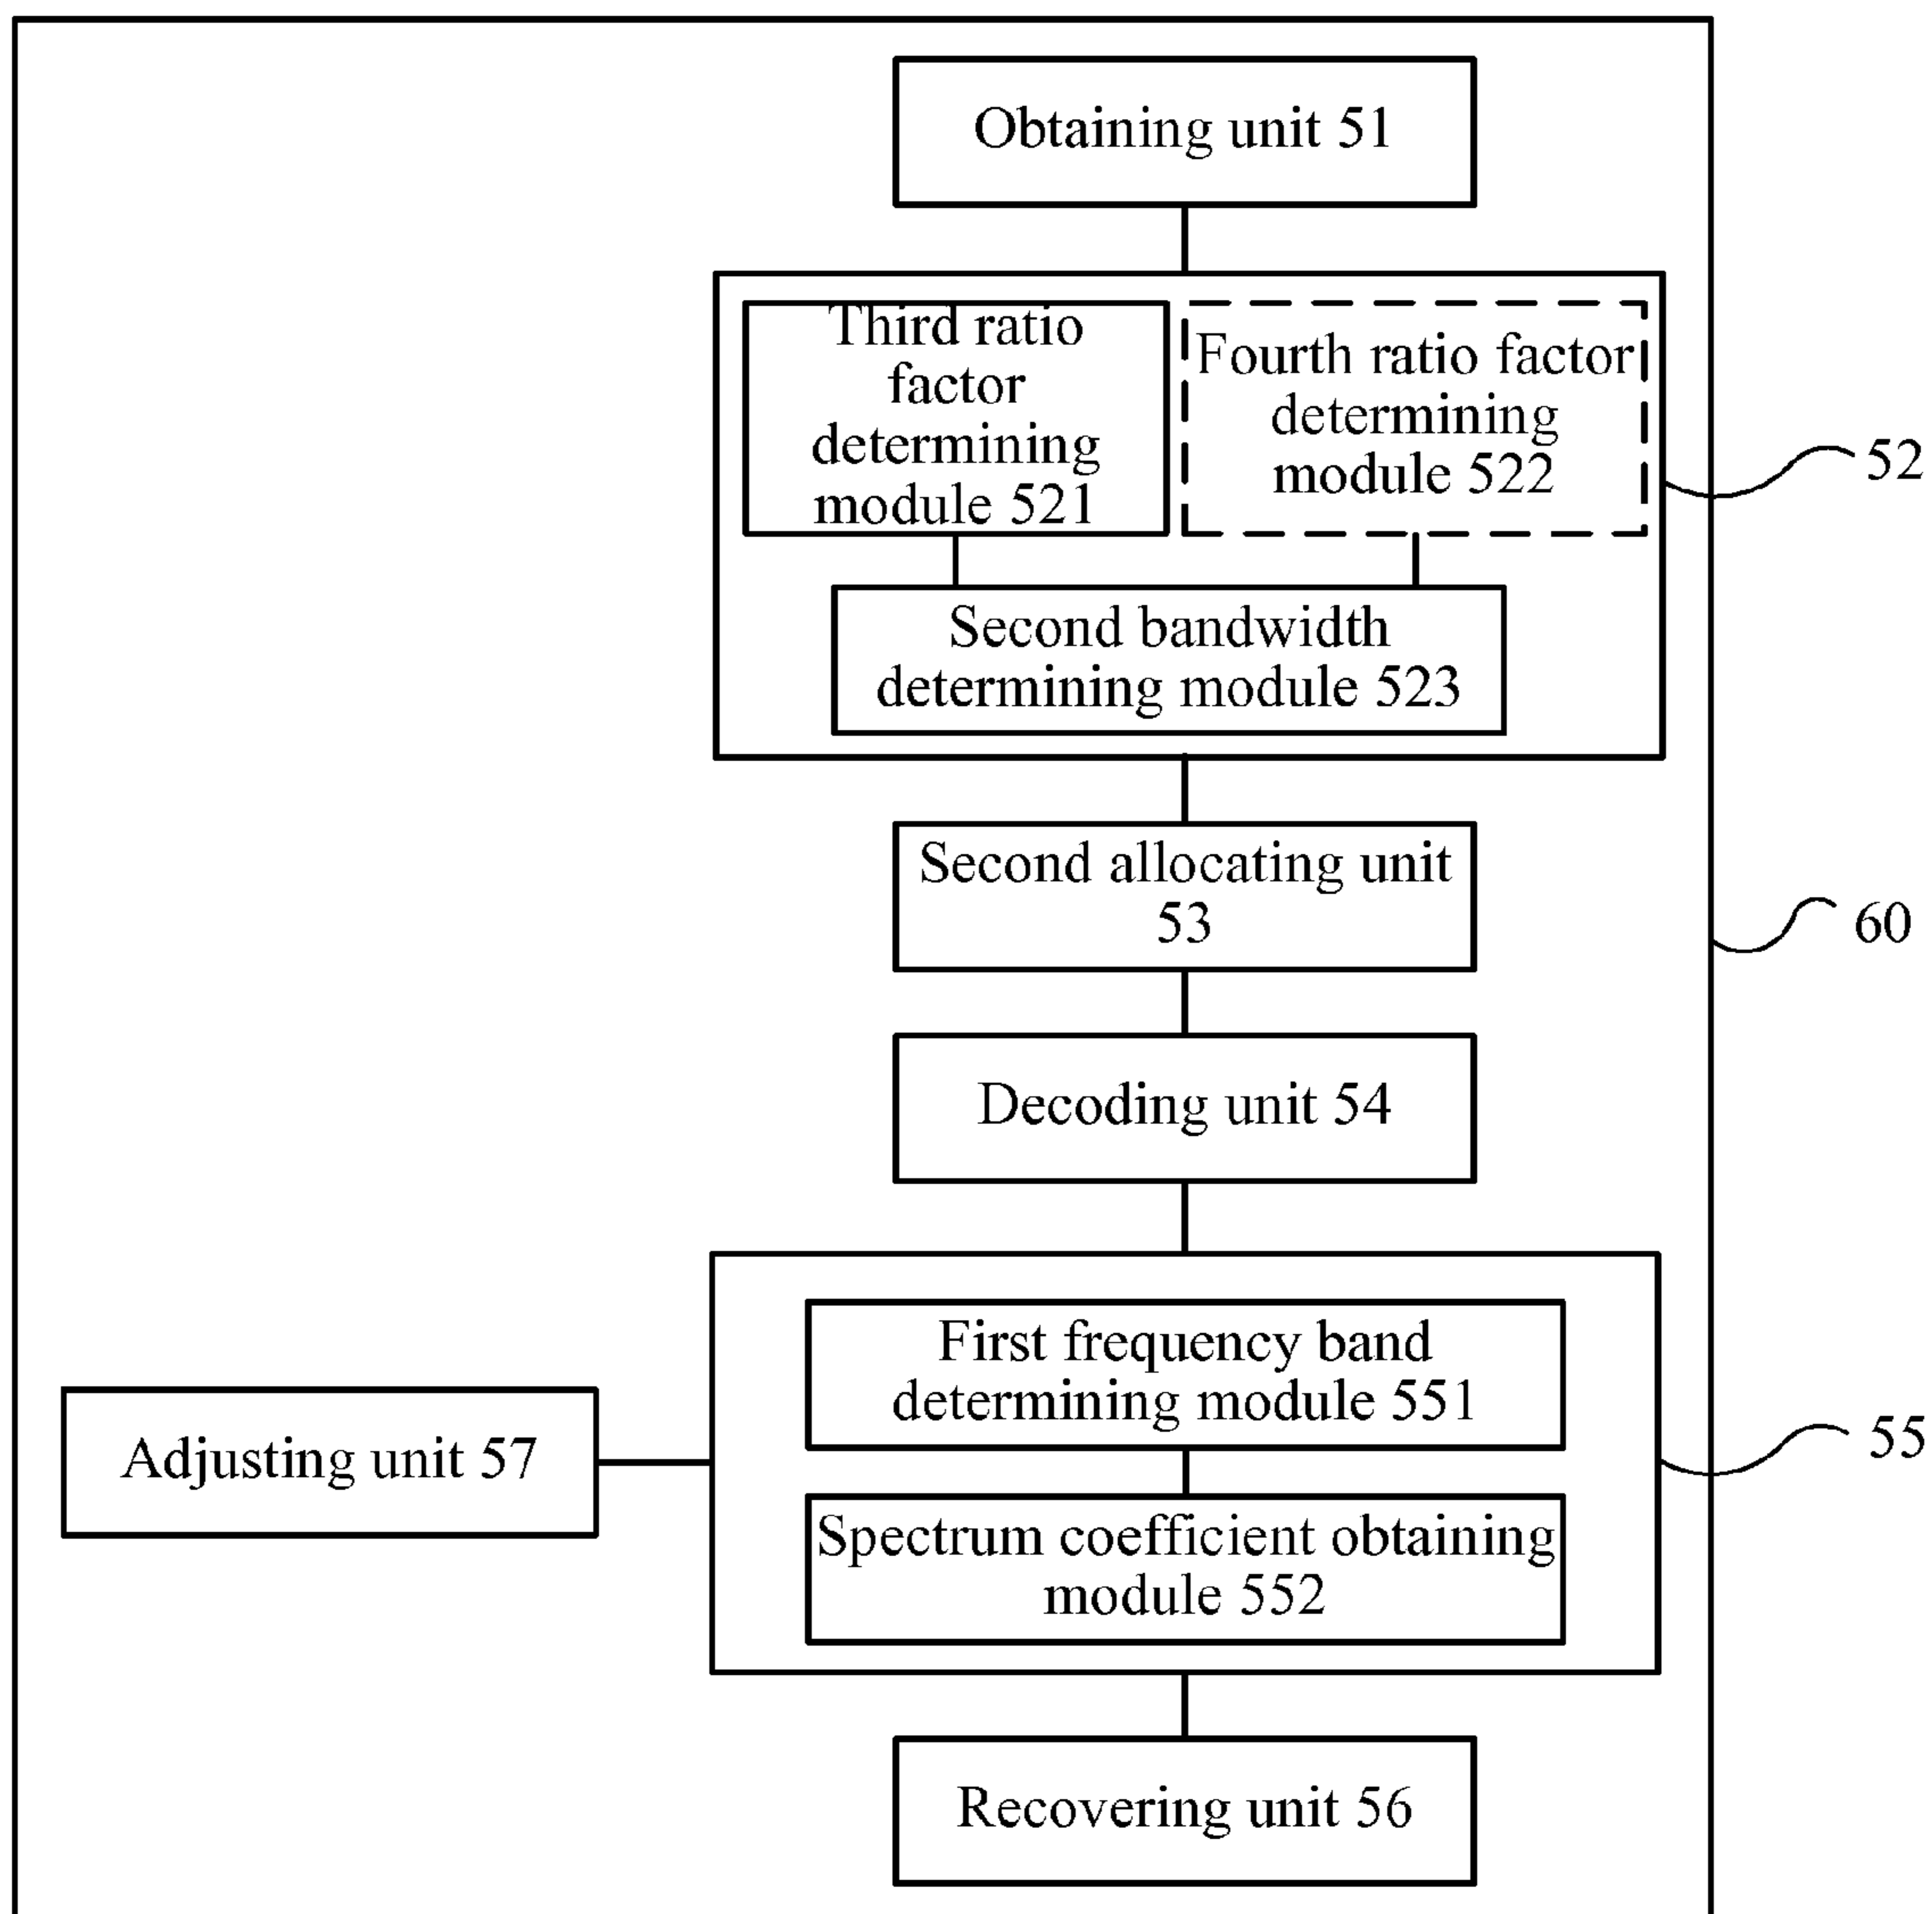 Obtaining unit 51
Third ratio
factor
determining
module 521
Fourth ratio factor
determining
module 522
52
Second bandwidth
determining module 523
Second allocating unit
53
60
Decoding unit 54
First frequency band
determining module 551
Adjusting unit 57
55
Spectrum coefficient obtaining
module 552
Recovering unit 56